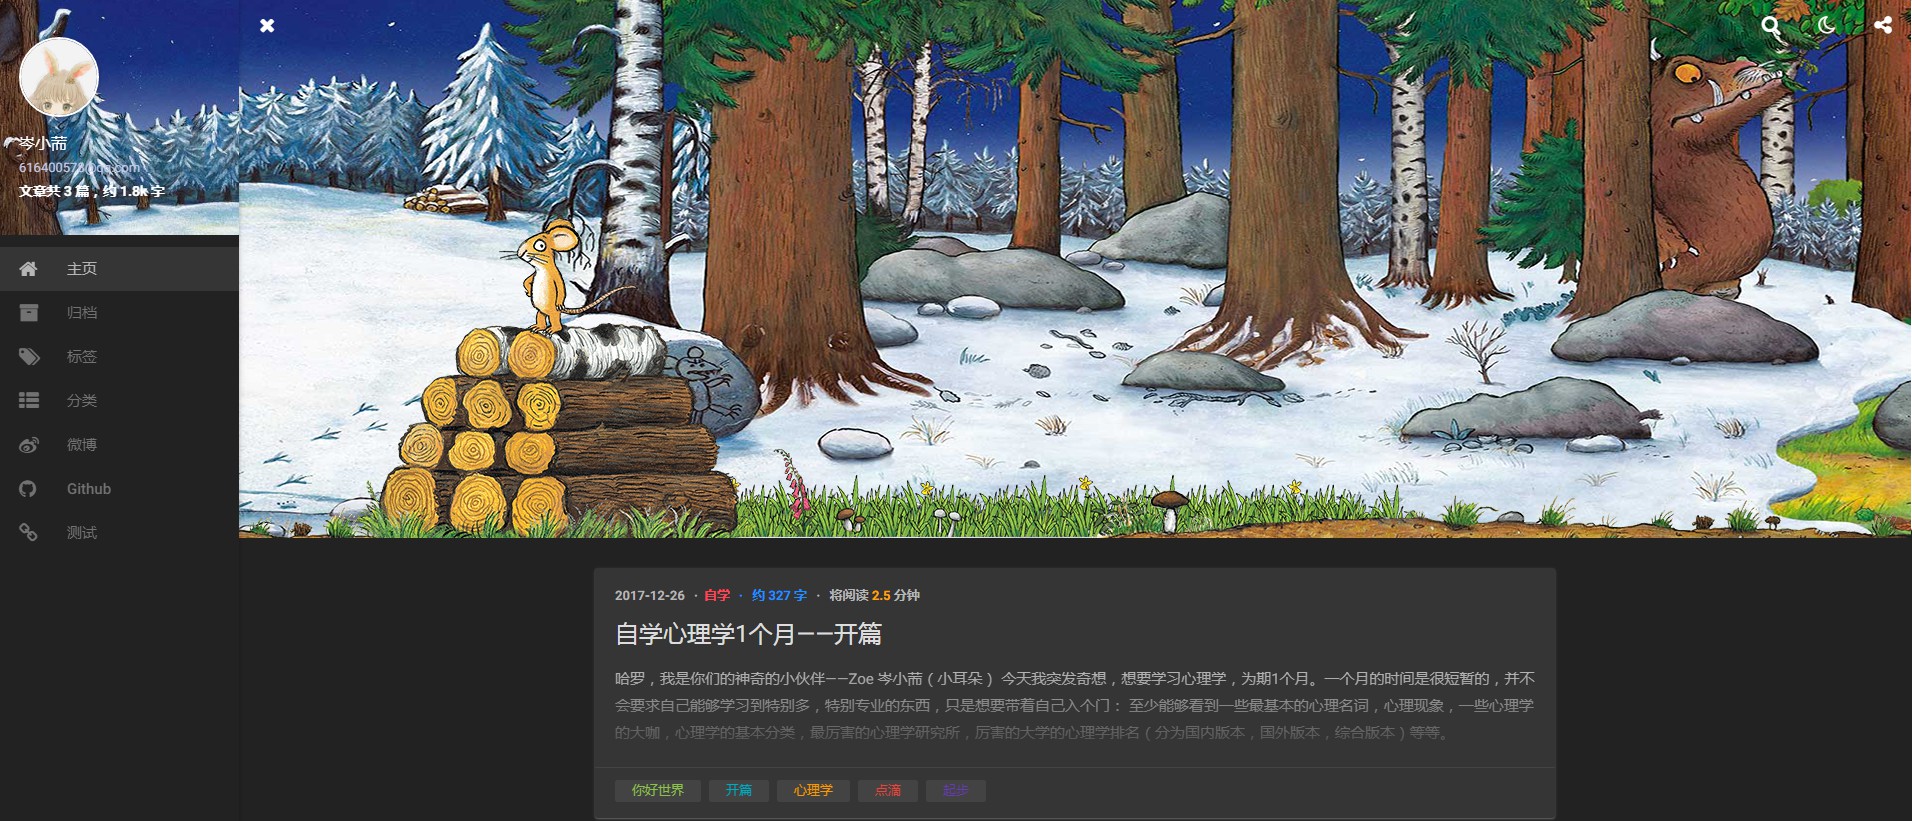 岑小荋
616400578@qq.com
文章共 3 篇，约 1.8k 字
主页
归档
标签
分类
微博
Github
测试
2017-12-26 · 自学 · 约 327 字 · 将阅读 2.5 分钟
自学心理学1个月——开篇
哈罗，我是你们的神奇的小伙伴——Zoe 岑小荋（小耳朵） 今天我突发奇想，想要学习心理学，为期1个月。一个月的时间是很短暂的，并不
会要求自己能够学习到特别多，特别专业的东西，只是想要带着自己入个门： 至少能够看到一些最基本的心理名词，心理现象，一些心理学
的大咖，心理学的基本分类，最厉害的心理学研究所，厉害的大学的心理学排名（分为国内版本，国外版本，综合版本）等等。
你好世界 开篇 心理学 点滴 起步